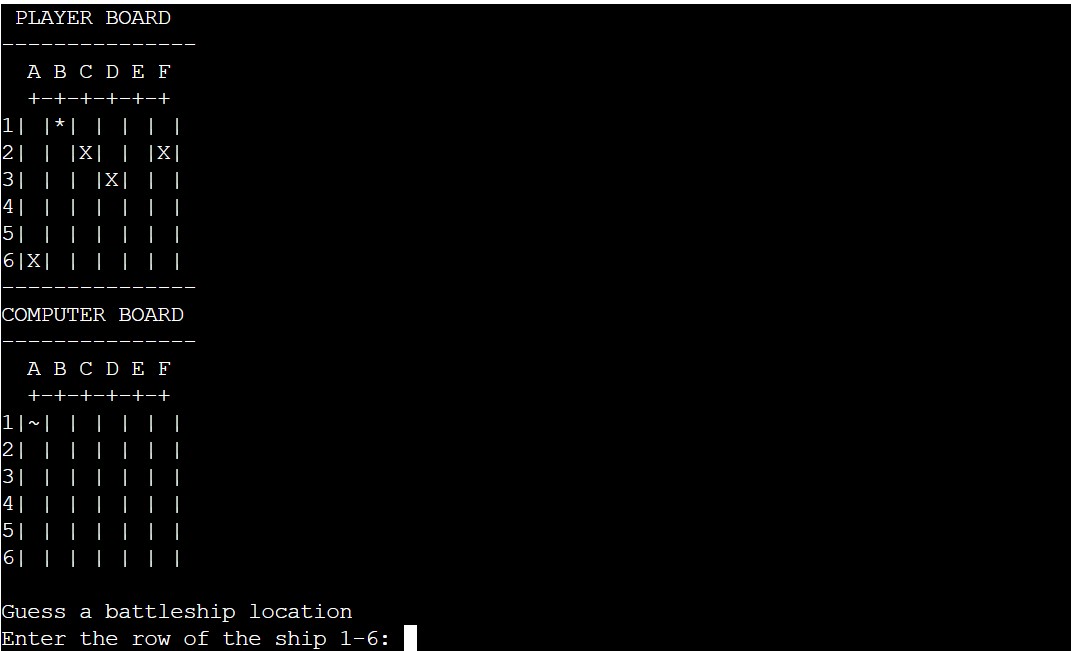 PLAYER BOARD
---------------
  A B C D E F
  +-+-+-+-+-+
1| |*| | | | |
2| | |X| | |X|
3| | | |X| | |
4| | | | | | |
5| | | | | | |
6|X| | | | | |
---------------
COMPUTER BOARD
---------------
  A B C D E F
  +-+-+-+-+-+
1|~| | | | | |
2| | | | | | |
3| | | | | | |
4| | | | | | |
5| | | | | | |
6| | | | | | |
Guess a battleship location
Enter the row of the ship 1-6: